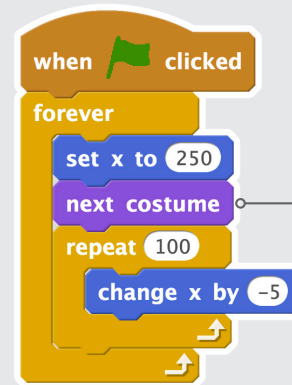 when clicked
forever
set x to 250
next costume
repeat 100
change x by -5